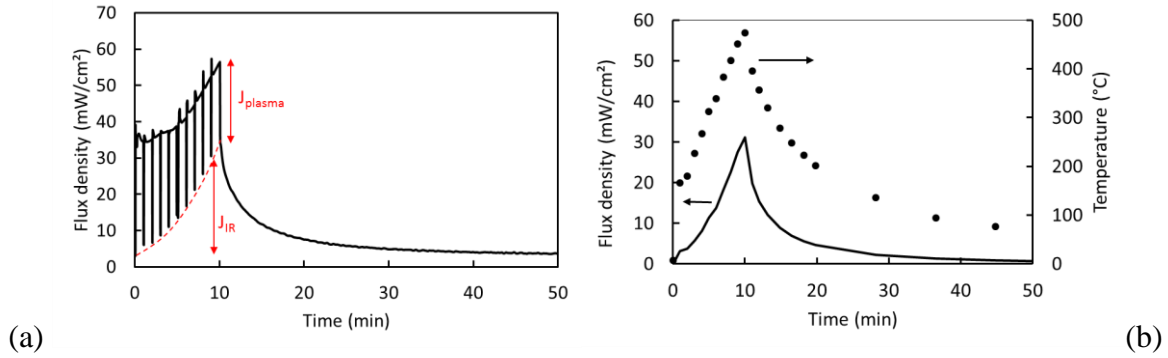 70
60
50
40
30
20
10
0
Flux density (mW/cm²)
J plasma
J IR
0 10 20 30 40 50
Time (min)
(a)
60
50
40
30
20
10
0
Flux density (mW/cm²)
500
400
300
200
100
0
Temperature (°C)
0 10 20 30 40 50
Time (min)
(b)